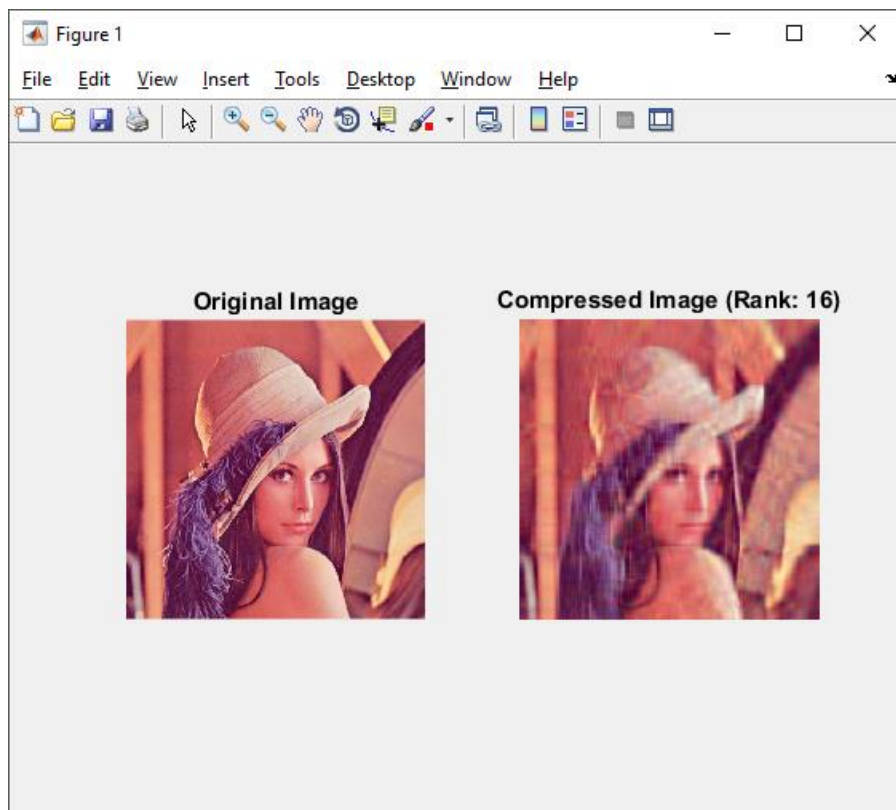 Figure 1
File Edit View Insert Tools Desktop Window Help
Original Image
Compressed Image (Rank: 16)